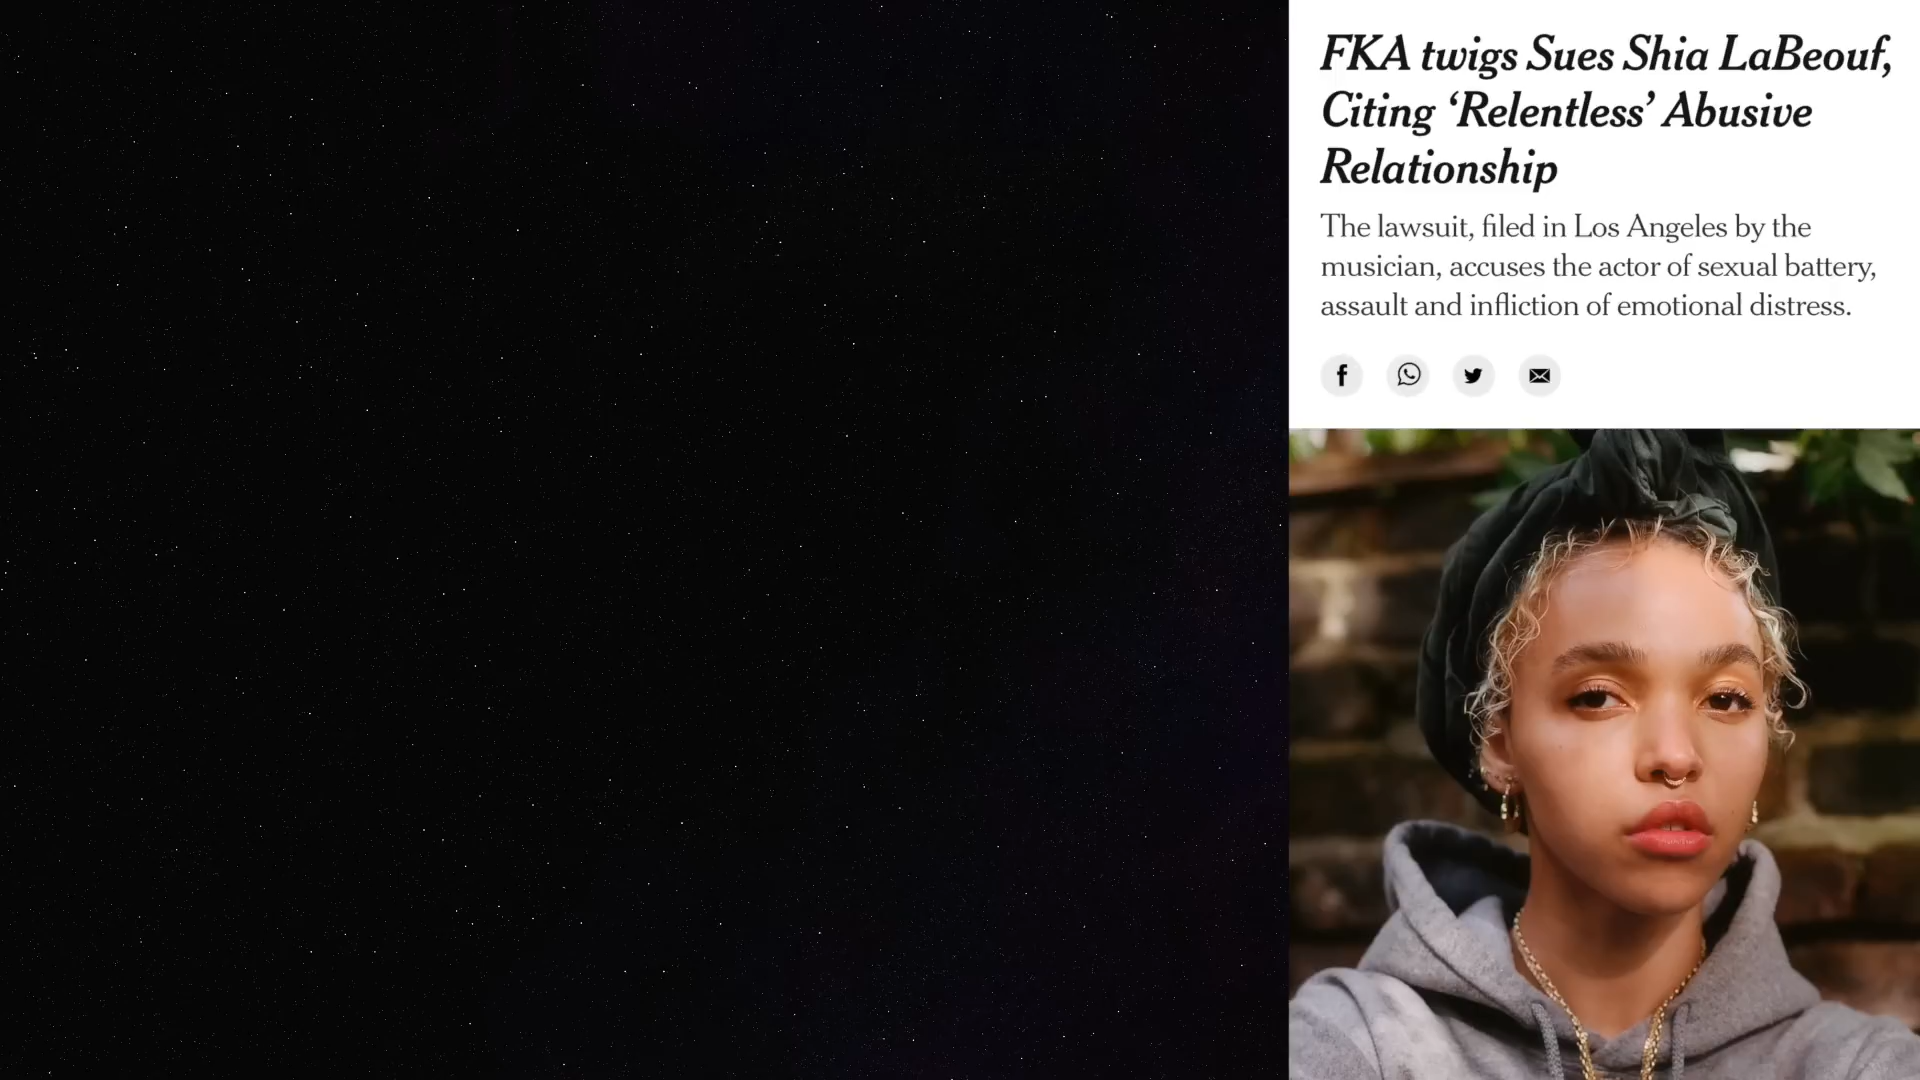 FKA twigs Sues Shia LaBeouf,
Citing ‘Relentless’ Abusive
Relationship
The lawsuit, filed in Los Angeles by the
musician, accuses the actor of sexual battery,
assault and infliction of emotional distress.